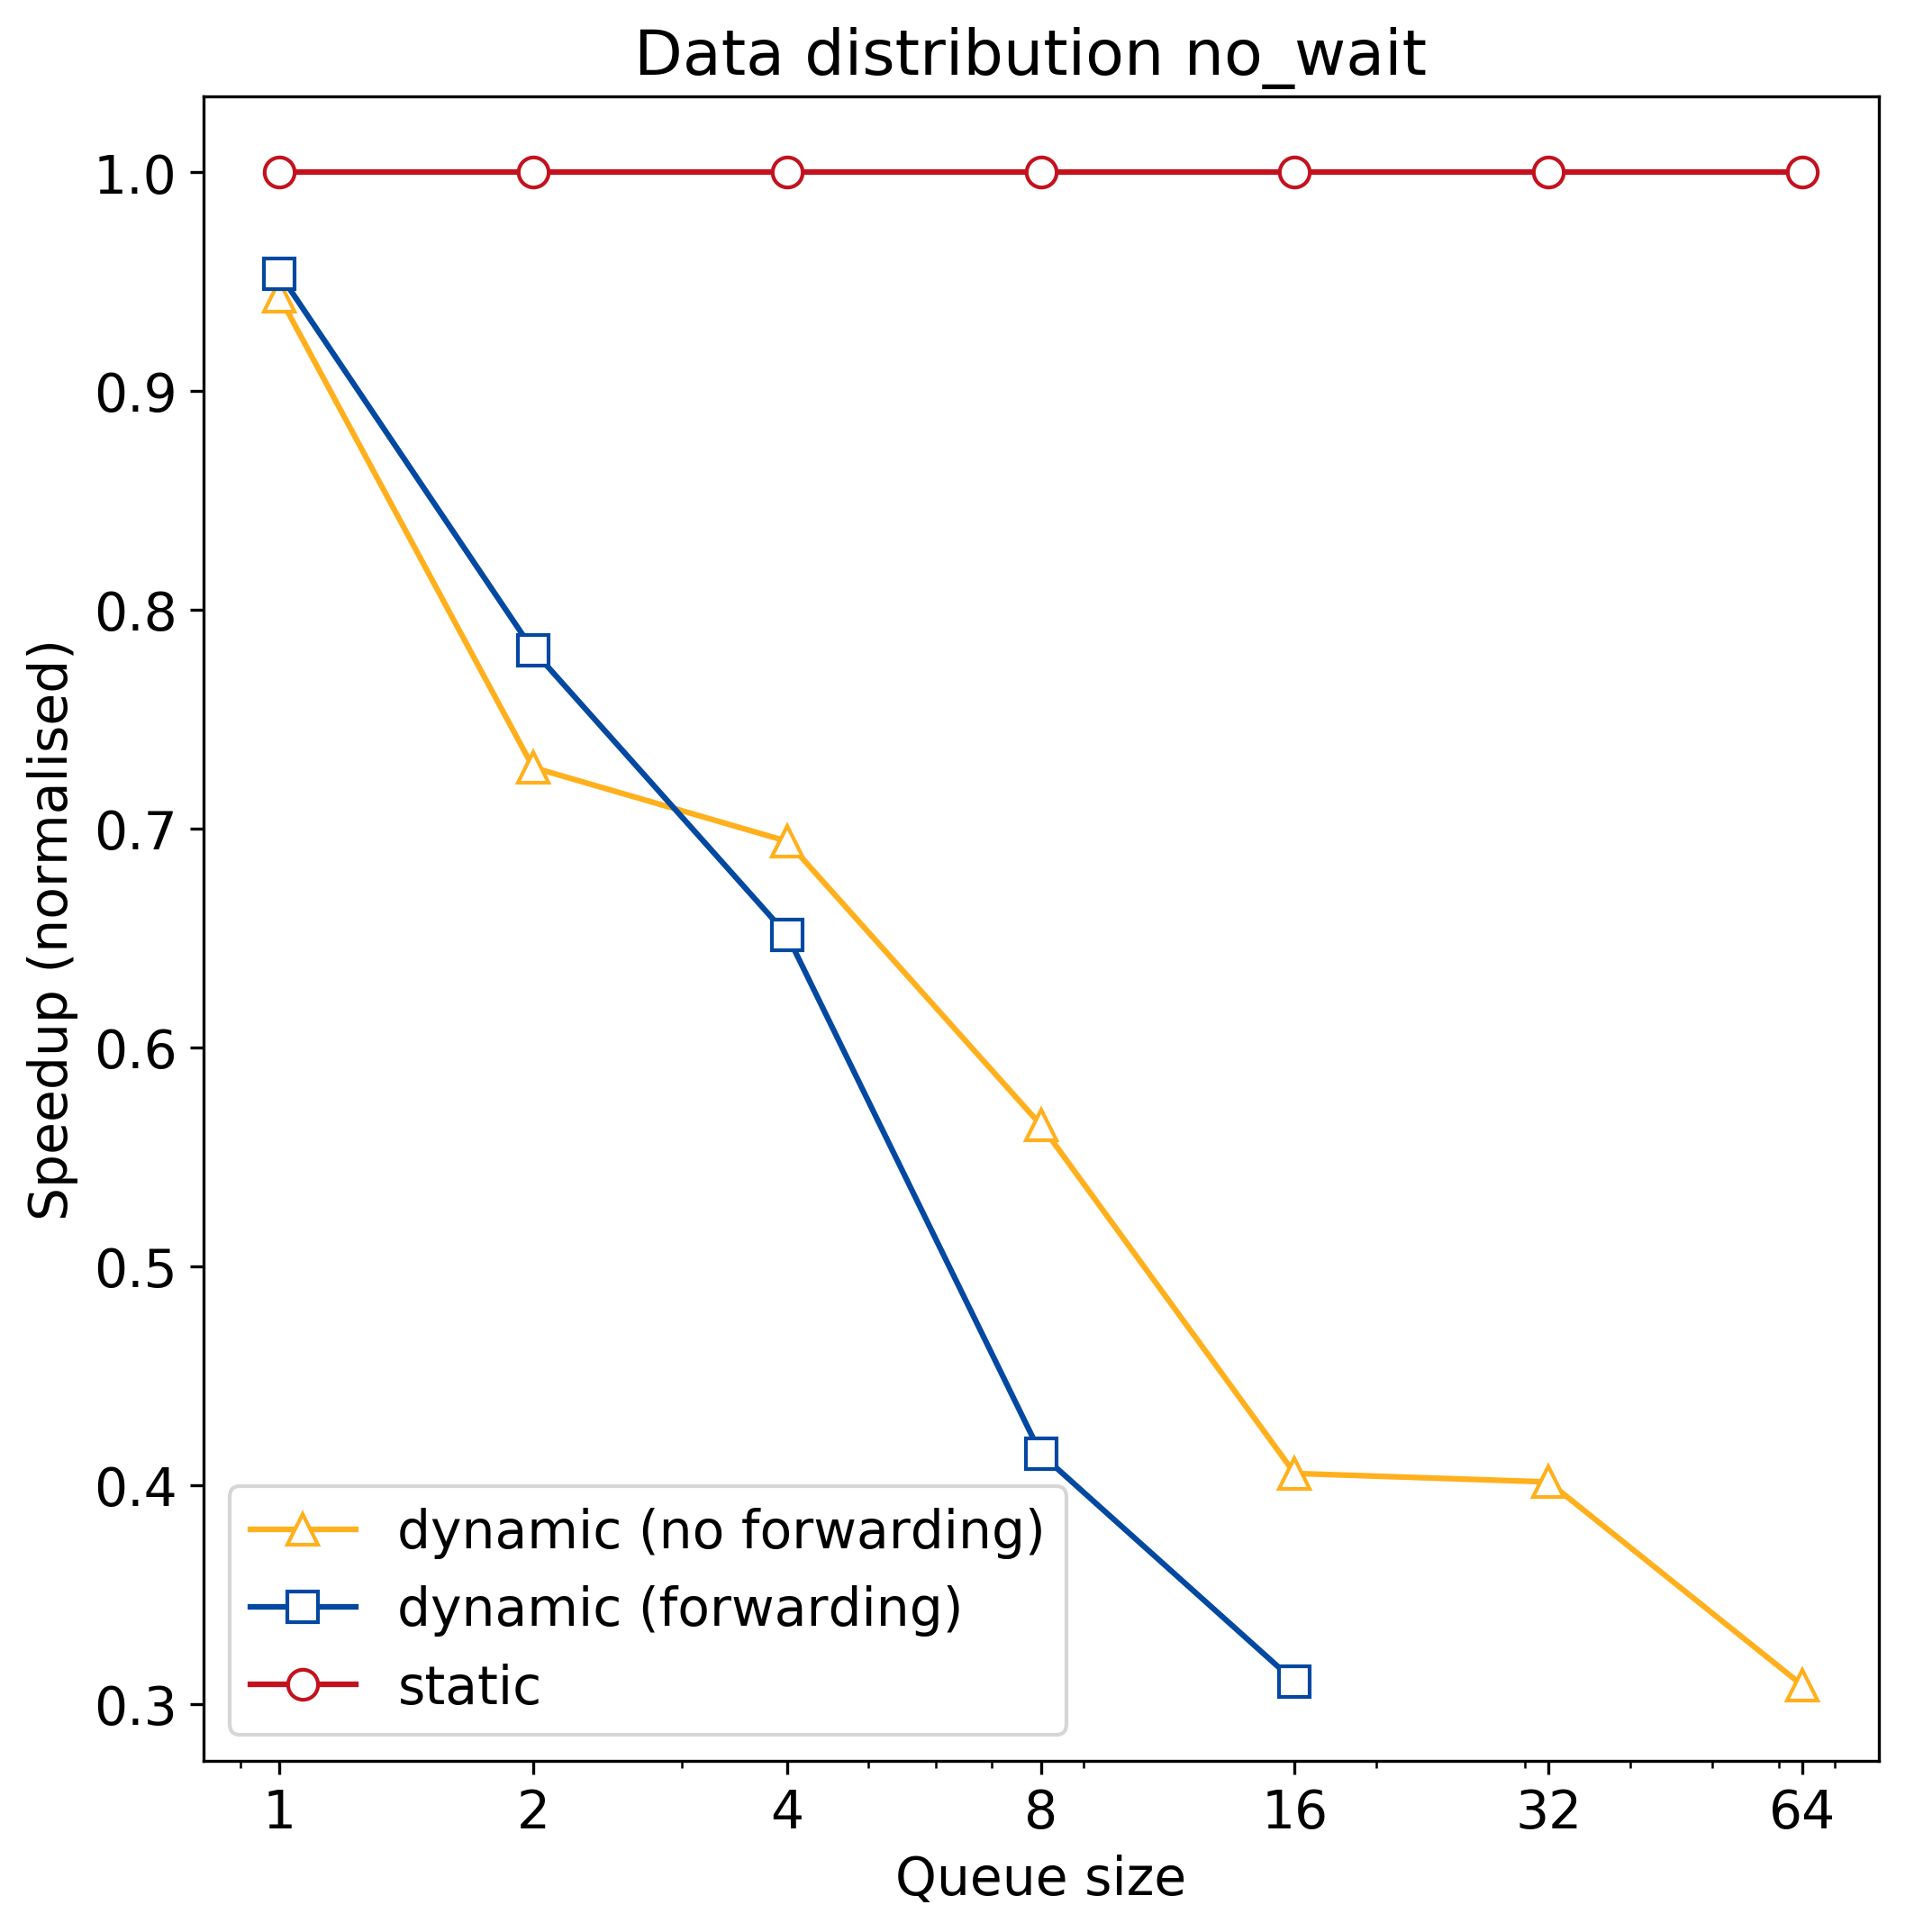 Data distribution no_wait
Speedup (normalised)
1.0
0.9
0.8
0.7
0.6
0.5
0.4
0.3
dynamic (no forwarding)
dynamic (forwarding)
static
1 2 4 8 16 32 64
Queue size